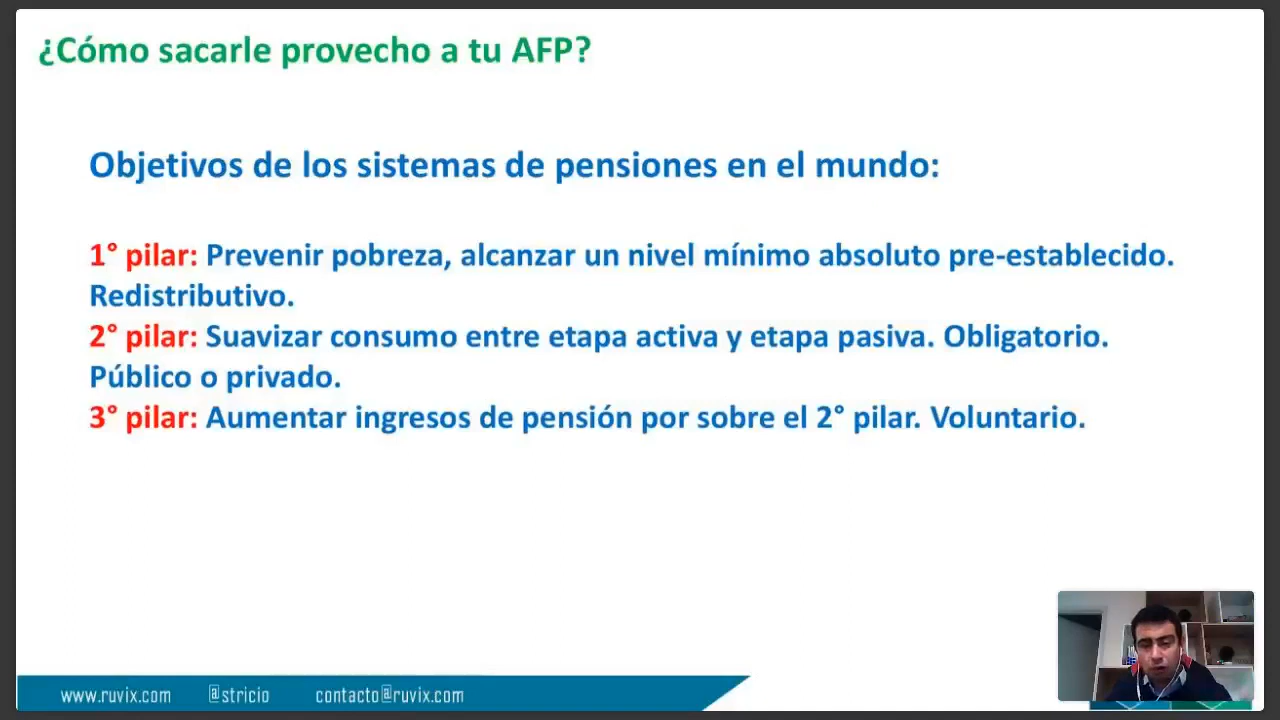 ¿Cómo sacarle provecho a tu AFP?
Objetivos de los sistemas de pensiones en el mundo:
1° pilar: Prevenir pobreza, alcanzar un nivel mínimo absoluto pre-establecido.
Redistributivo.
2° pilar: Suavizar consumo entre etapa activa y etapa pasiva. Obligatorio.
Público o privado.
3° pilar: Aumentar ingresos de pensión por sobre el 2° pilar. Voluntario.
www.ruvix.com @stricio contacto@ruvix.com